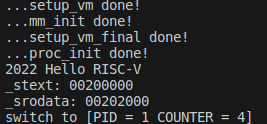 ...setup_vm done!
...mm_init done!
...setup_vm_final done!
...proc_init done!
2022 Hello RISC-V
_stext: 00200000
_srodata: 00202000
switch to [PID = 1 COUNTER = 4]